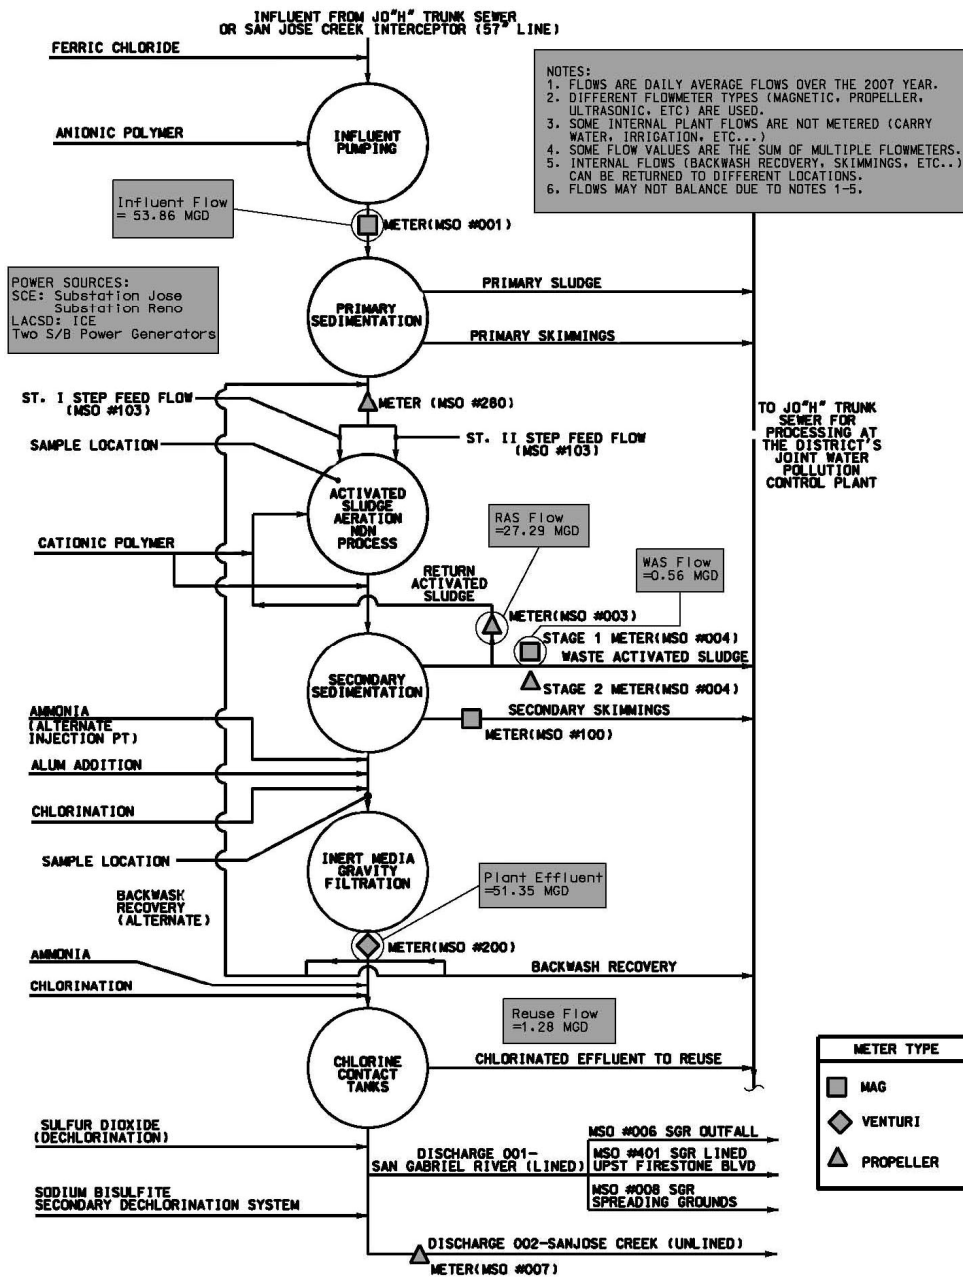 INFLUENT FROM JO"H" TRUNK SEWER
OR SAN JOSE CREEK INTERCEPTOR (57" LINE)
FERRIC CHLORIDE
NOTES:
1. FLOWS ARE DAILY AVERAGE FLOWS OVER THE 2007 YEAR.
2. DIFFERENT FLOWMETER TYPES (MAGNETIC, PROPELLER,
ULTRASONIC, ETC) ARE USED.
3. SOME INTERNAL PLANT FLOWS ARE NOT METERED (CARRY
WATER, IRRIGATION, ETC...)
4. SOME FLOW VALUES ARE THE SUM OF MULTIPLE FLOWMETERS.
5. INTERNAL FLOWS (BACKWASH RECOVERY, SKIMMINGS, ETC..)
CAN BE RETURNED TO DIFFERENT LOCATIONS.
6. FLOWS MAY NOT BALANCE DUE TO NOTES 1-5.
ANIONIC POLYMER
INFLUENT
PUMPING
Influent Flow
= 53.86 MGD
METER(MSO #001)
POWER SOURCES:
SCE: Substation Jose
Substation Reno
LACSD: ICE
Two S/B Power Generators
PRIMARY
SEDIMENTATION
PRIMARY SLUDGE
PRIMARY SKIMMINGS
ST. I STEP FEED FLOW
(MSO #103)
METER (MSO #280)
SAMPLE LOCATION
ST. II STEP FEED FLOW
(MSO #103)
TO JO"H" TRUNK
SEWER FOR
PROCESSING AT
THE DISTRICT'S
JOINT WATER
POLLUTION
CONTROL PLANT
ACTIVATED
SLUDGE
AERATION
NDN
PROCESS
RAS Flow
=27.29 MGD
CATIONIC POLYMER
WAS Flow
=0.56 MGD
RETURN
ACTIVATED
SLUDGE
METER(MSO #003)
STAGE 1 METER(MSO #004)
WASTE ACTIVATED SLUDGE
SECONDARY
SEDIMENTATION
STAGE 2 METER(MSO #004)
SECONDARY SKIMMINGS
METER(MSO #100)
AMMONIA
(ALTERNATE
INJECTION PT)
ALUM ADDITION
CHLORINATION
SAMPLE LOCATION
INERT MEDIA
GRAVITY
FILTRATION
Plant Effluent
=51.35 MGD
BACKWASH
RECOVERY
(ALTERNATE)
METER(MSO #200)
AMMONIA
BACKWASH RECOVERY
CHLORINATION
Reuse Flow
=1.28 MGD
CHLORINE
CONTACT
TANKS
CHLORINATED EFFLUENT TO REUSE
METER TYPE
MAG
VENTURI
PROPELLER
SULFUR DIOXIDE
(DECHLORINATION)
DISCHARGE 001-
SAN GABRIEL RIVER (LINED)
MSO #006 SGR OUTFALL
MSO #401 SGR LINED
UPST FIRESTONE BLVD
MSO #008 SGR
SPREADING GROUNDS
SODIUM BISULFITE
SECONDARY DECHLORINATION SYSTEM
DISCHARGE 002-SANJOSE CREEK (UNLINED)
METER(MSO #007)